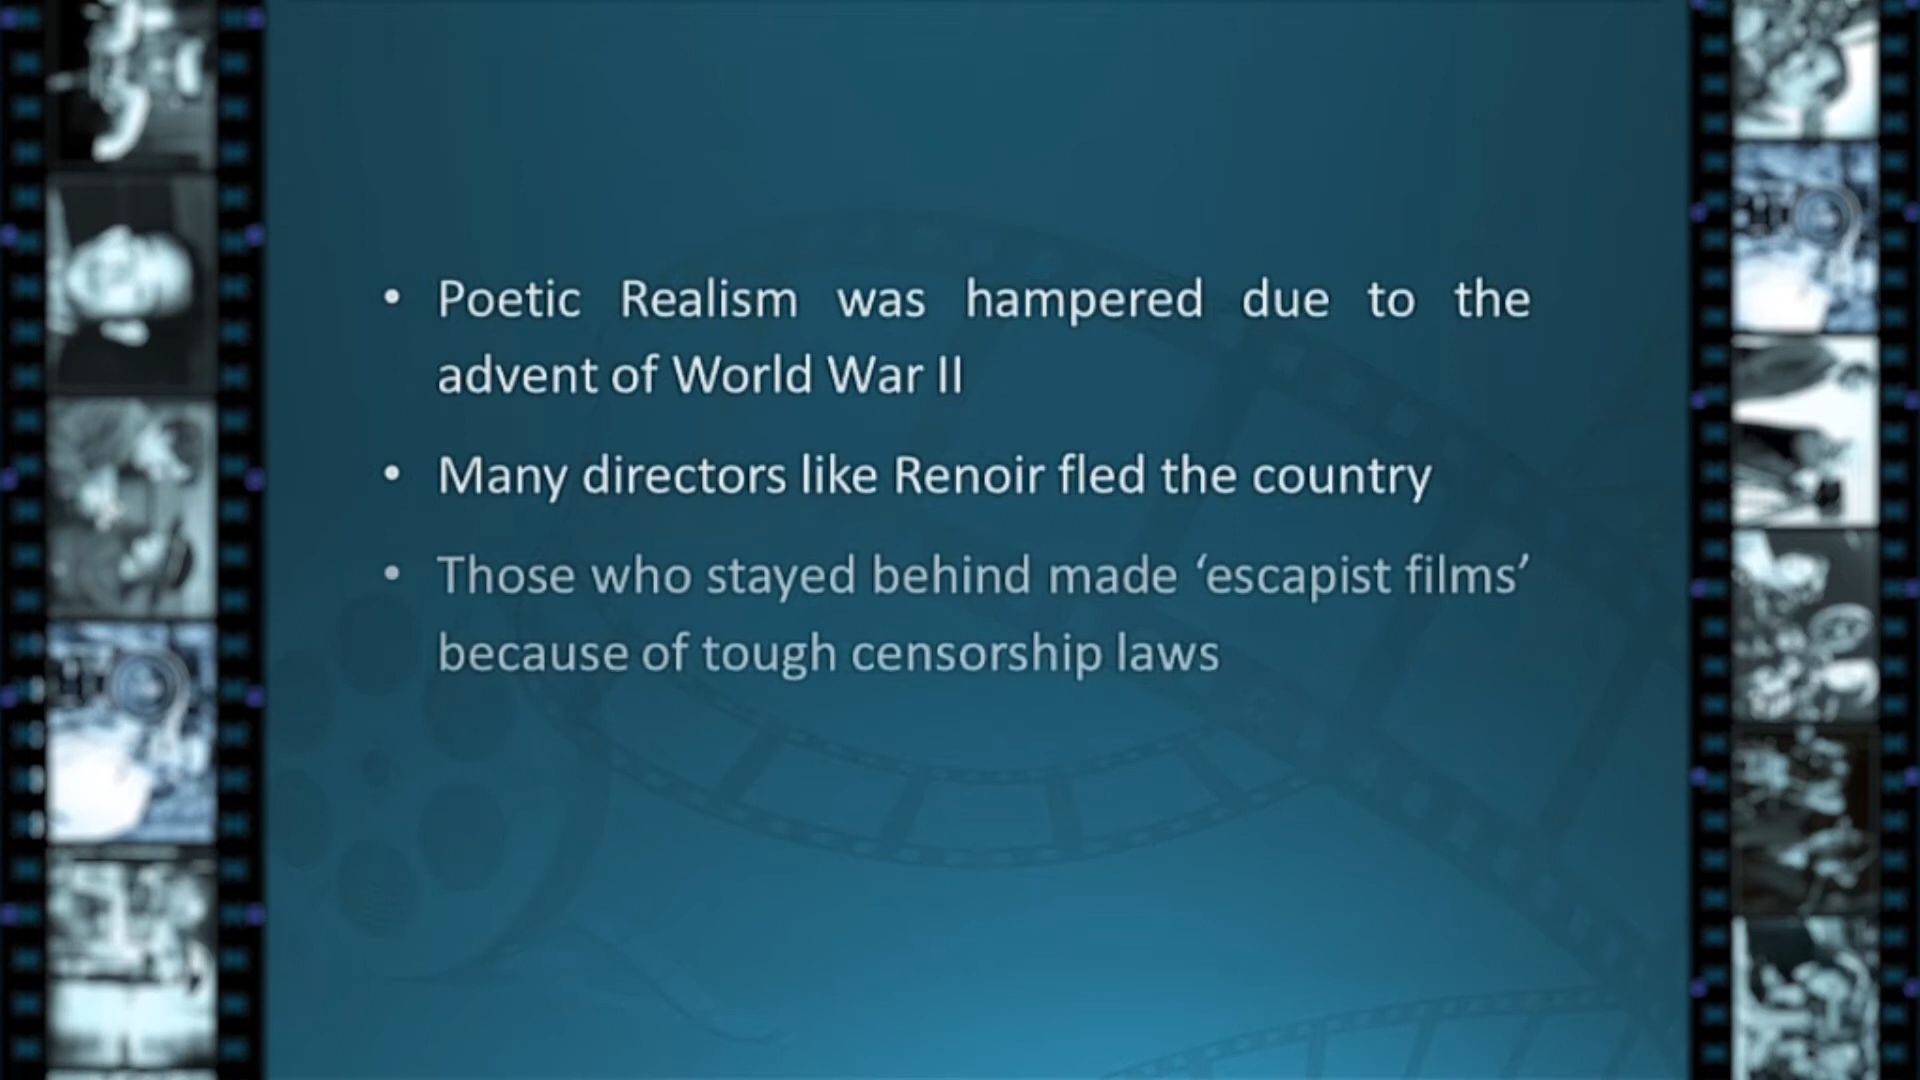 • Poetic Realism was hampered due to the
advent of World War II
• Many directors like Renoir fled the country
• Those who stayed behind made ‘escapist films’
because of tough censorship laws